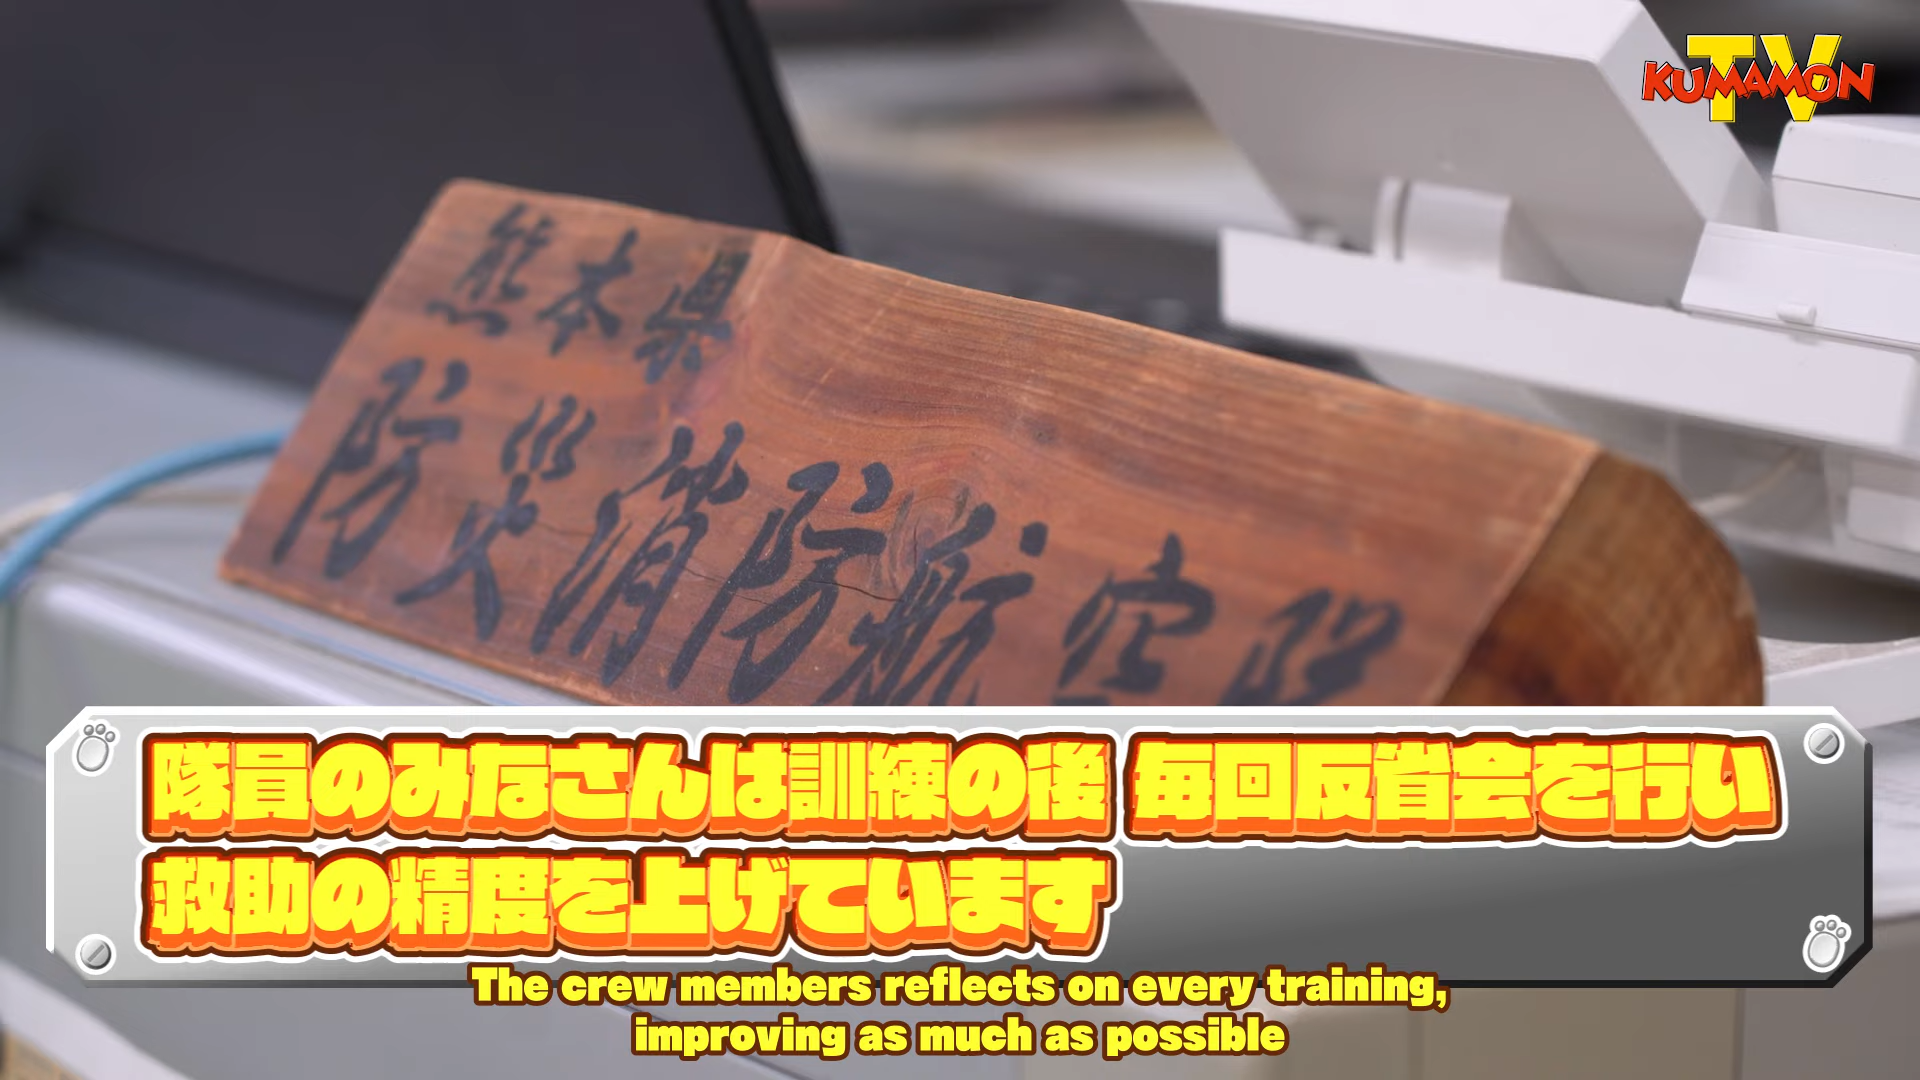 TV
KUMAMON
熊本県
防災消防航空隊
隊員のみなさんは訓練の後 毎回反省会を行い
救助の精度を上げています
The crew members reflects on every training,
improving as much as possible